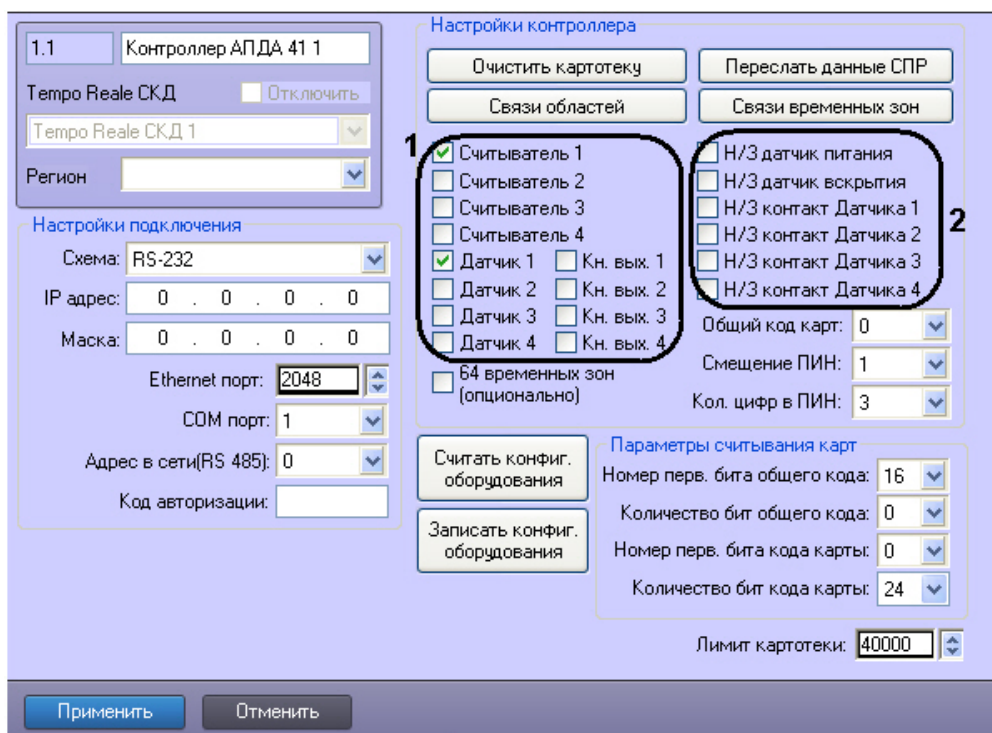 1.1 Контроллер АПДА 41 1
Tempo Reale СКД Отключить
Tempo Reale СКД 1
Регион
Настройки подключения
Схема: RS-232
IP адрес: 0 . 0 . 0 . 0
Маска: 0 . 0 . 0 . 0
Ethernet порт: 2048
COM порт: 1
Адрес в сети(RS 485): 0
Код авторизации:
Настройки контроллера
Очистить картотеку Переслать данные СПР
Связи областей Связи временных зон
1
Считыватель 1
Считыватель 2
Считыватель 3
Считыватель 4
Датчик 1 Кн. вых. 1
Датчик 2 Кн. вых. 2
Датчик 3 Кн. вых. 3
Датчик 4 Кн. вых. 4
64 временных зон
(опционально)
Н/З датчик питания
Н/З датчик вскрытия
Н/З контакт Датчика 1
Н/З контакт Датчика 2
Н/З контакт Датчика 3
Н/З контакт Датчика 4
2
Общий код карт: 0
Смещение ПИН: 1
Кол. цифр в ПИН: 3
Считать конфиг.
оборудования
Записать конфиг.
оборудования
Параметры считывания карт
Номер перв. бита общего кода: 16
Количество бит общего кода: 0
Номер перв. бита кода карты: 0
Количество бит кода карты: 24
Лимит картотеки: 40000
Применить Отменить